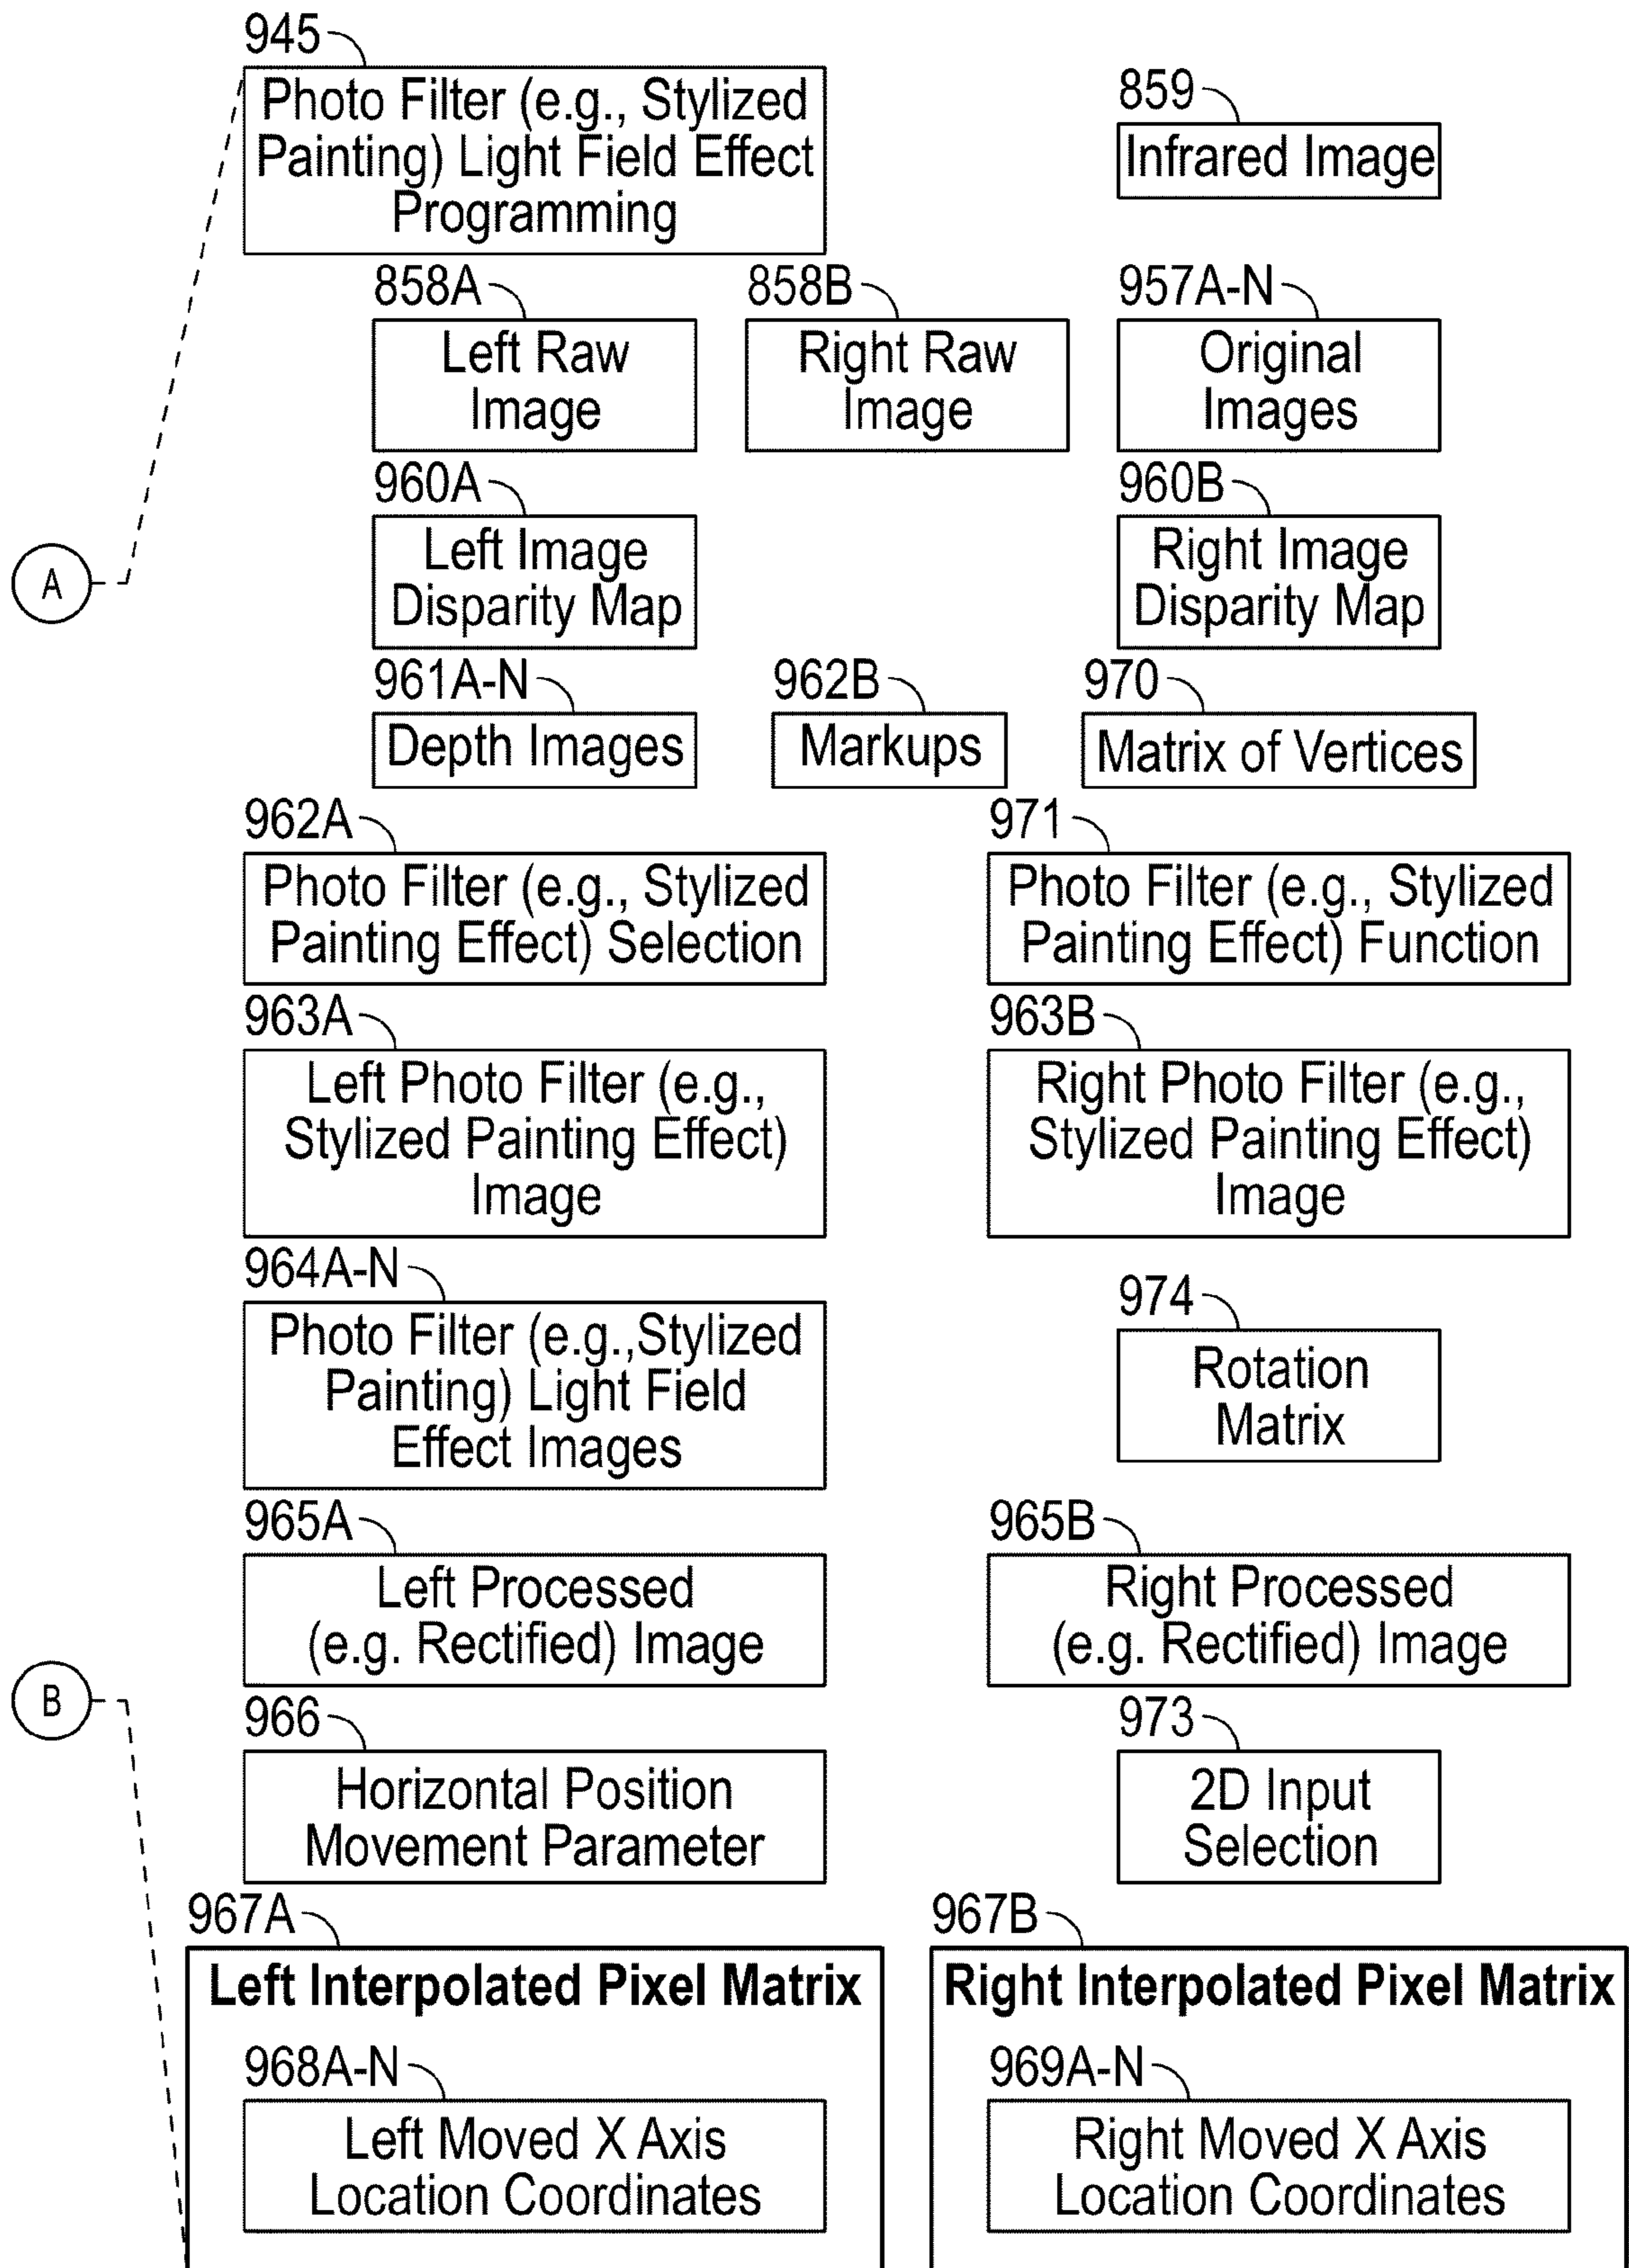 945
Photo Filter (e.g., Stylized
Painting) Light Field Effect
Programming
859
Infrared Image
858A
Left Raw
Image
858B
Right Raw
Image
957A-N
Original
Images
960A
Left Image
Disparity Map
960B
Right Image
Disparity Map
A
961A-N
Depth Images
962B
Markups
970
Matrix of Vertices
962A
Photo Filter (e.g., Stylized
Painting Effect) Selection
971
Photo Filter (e.g., Stylized
Painting Effect) Function
963A
Left Photo Filter (e.g.,
Stylized Painting Effect)
Image
963B
Right Photo Filter (e.g.,
Stylized Painting Effect)
Image
964A-N
Photo Filter (e.g.,Stylized
Painting) Light Field
Effect Images
974
Rotation
Matrix
965A
Left Processed
(e.g. Rectified) Image
965B
Right Processed
(e.g. Rectified) Image
B
966
Horizontal Position
Movement Parameter
973
2D Input
Selection
967A
Left Interpolated Pixel Matrix
968A-N
Left Moved X Axis
Location Coordinates
967B
Right Interpolated Pixel Matrix
969A-N
Right Moved X Axis
Location Coordinates